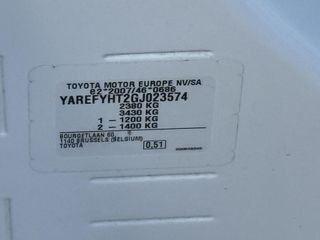 TOYOTA MOTOR EUROPE NV/SA
e2*2007/46*0686
YAREFYHT2GJ023574
2380 KG
3430 KG
1 - 1200 KG
2 - 1400 KG
BOURGETLAAN 60
1140 BRUSSELS (BELGIUM)
TOYOTA
0.51